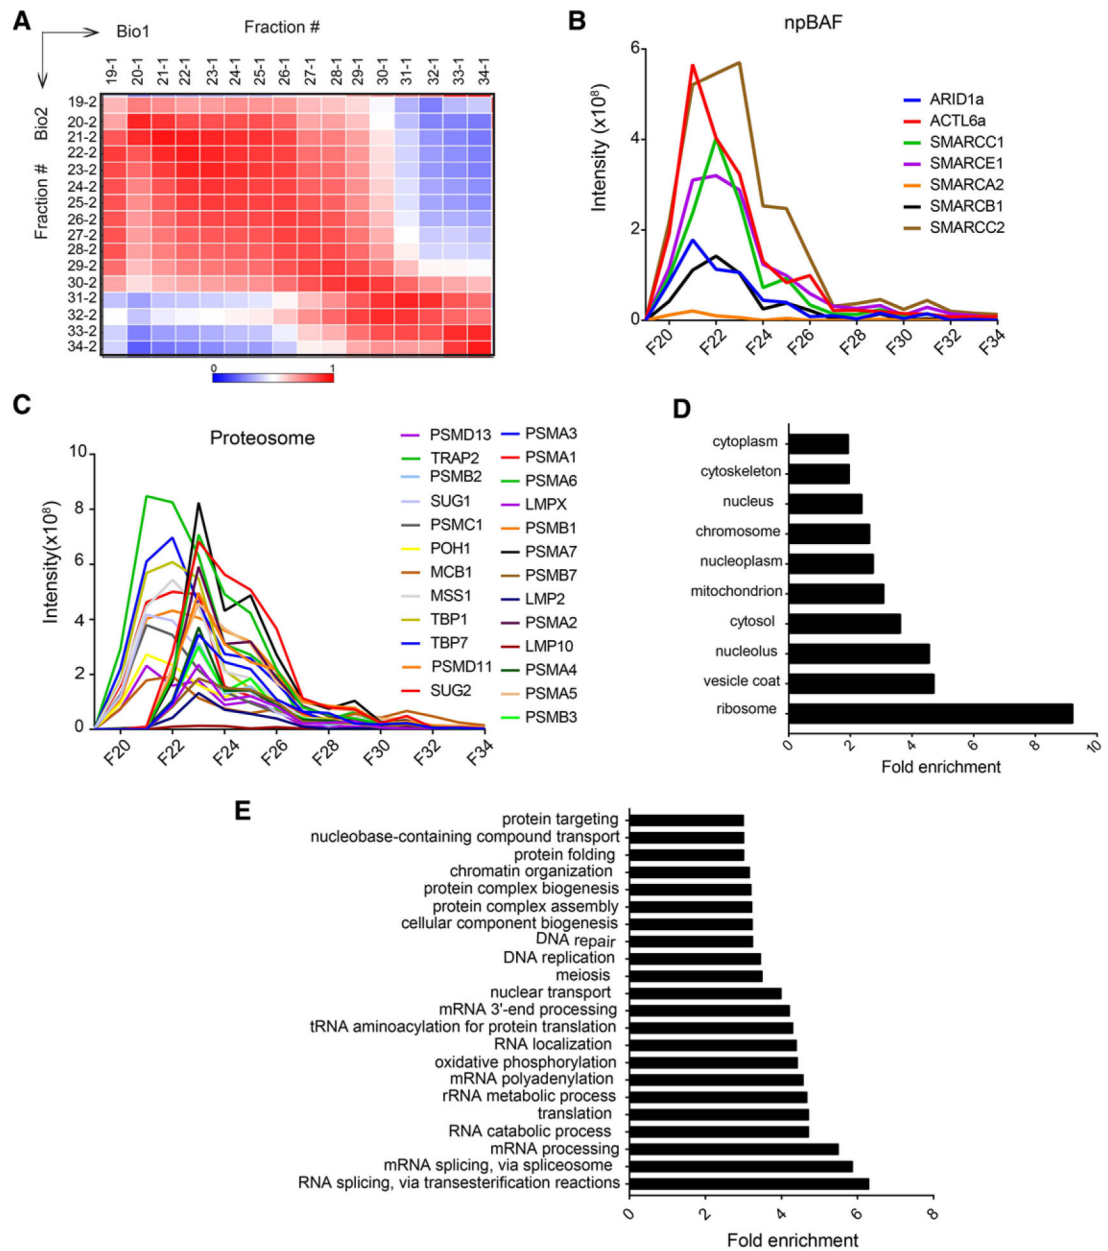 A
Bio1
Fraction #
19-1
20-1
21-1
22-1
23-1
24-1
25-1
26-1
27-1
28-1
29-1
30-1
31-1
32-1
33-1
34-1
Bio2
Fraction #
19-2
20-2
21-2
22-2
23-2
24-2
25-2
26-2
27-2
28-2
29-2
30-2
31-2
32-2
33-2
34-2
0
1
B
npBAF
Intensity (x10⁸)
6
4
2
0
F20
F22
F24
F26
F28
F30
F32
F34
ARID1a
ACTL6a
SMARCC1
SMARCE1
SMARCA2
SMARCB1
SMARCC2
C
Proteosome
Intensity(x10⁸)
10
8
6
4
2
0
F20
F22
F24
F26
F28
F30
F32
F34
PSMD13
TRAP2
PSMB2
SUG1
PSMC1
POH1
MCB1
MSS1
TBP1
TBP7
PSMD11
SUG2
PSMA3
PSMA1
PSMA6
LMPX
PSMB1
PSMA7
PSMB7
LMP2
PSMA2
LMP10
PSMA4
PSMA5
PSMB3
D
cytoplasm
cytoskeleton
nucleus
chromosome
nucleoplasm
mitochondrion
cytosol
nucleolus
vesicle coat
ribosome
0
2
4
6
8
10
Fold enrichment
E
protein targeting
nucleobase-containing compound transport
protein folding
chromatin organization
protein complex biogenesis
protein complex assembly
cellular component biogenesis
DNA repair
DNA replication
meiosis
nuclear transport
mRNA 3'-end processing
tRNA aminoacylation for protein translation
RNA localization
oxidative phosphorylation
mRNA polyadenylation
rRNA metabolic process
translation
RNA catabolic process
mRNA processing
mRNA splicing, via spliceosome
RNA splicing, via transesterification reactions
0
2
4
6
8
Fold enrichment